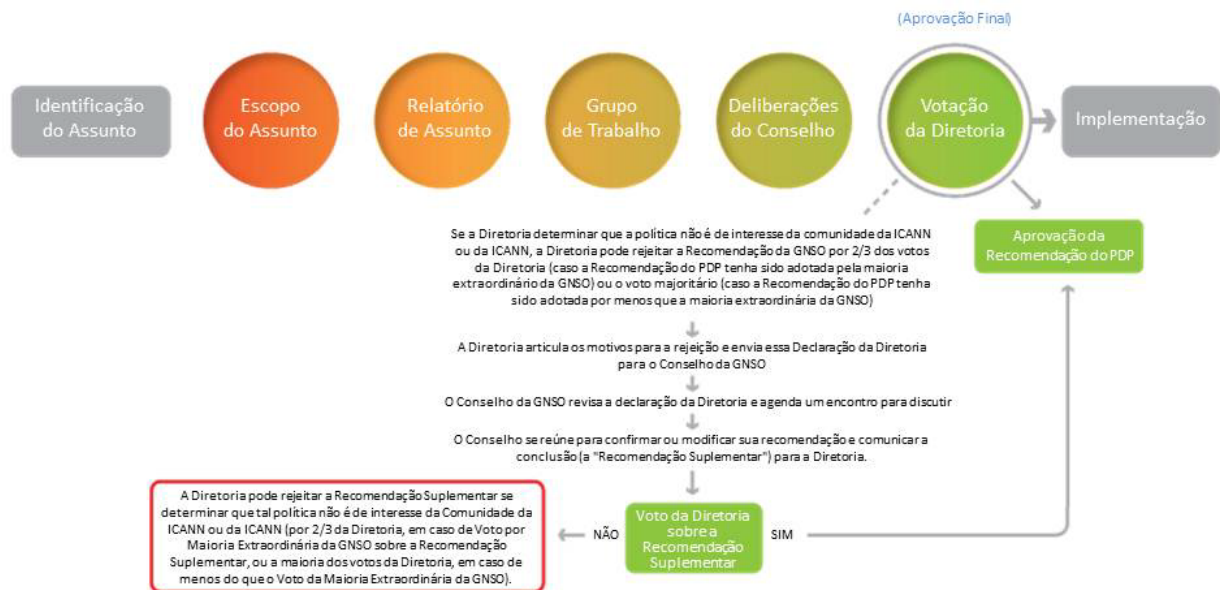 (Aprovação Final)
Identificação
do Assunto
Escopo
do Assunto
Relatório
de Assunto
Grupo
de Trabalho
Deliberações
do Conselho
Votação
da Diretoria
Implementação
Se a Diretoria determinar que a política não é de interesse da comunidade da ICANN
ou da ICANN, a Diretoria pode rejeitar a Recomendação da GNSO por 2/3 dos votos
da Diretoria (caso a Recomendação do PDP tenha sido adotada pela maioria
extraordinário da GNSO) ou o voto majoritário (caso a Recomendação do PDP tenha
sido adotada por menos que a maioria extraordinária da GNSO)
Aprovação da
Recomendação do PDP
A Diretoria articula os motivos para a rejeição e envia essa Declaração da Diretoria
para o Conselho da GNSO
O Conselho da GNSO revisa a declaração da Diretoria e agenda um encontro para discutir
O Conselho se reúne para confirmar ou modificar sua recomendação e comunicar a
conclusão (a "Recomendação Suplementar") para a Diretoria.
A Diretoria pode rejeitar a Recomendação Suplementar se
determinar que tal política não é de interesse da Comunidade da
ICANN ou da ICANN (por 2/3 da Diretoria, em caso de Voto por
Maioria Extraordinária da GNSO sobre a Recomendação
Suplementar, ou a maioria dos votos da Diretoria, em caso de
menos do que o Voto da Maioria Extraordinária da GNSO).
NÃO
Voto da Diretoria
sobre a
Recomendação
Suplementar
SIM